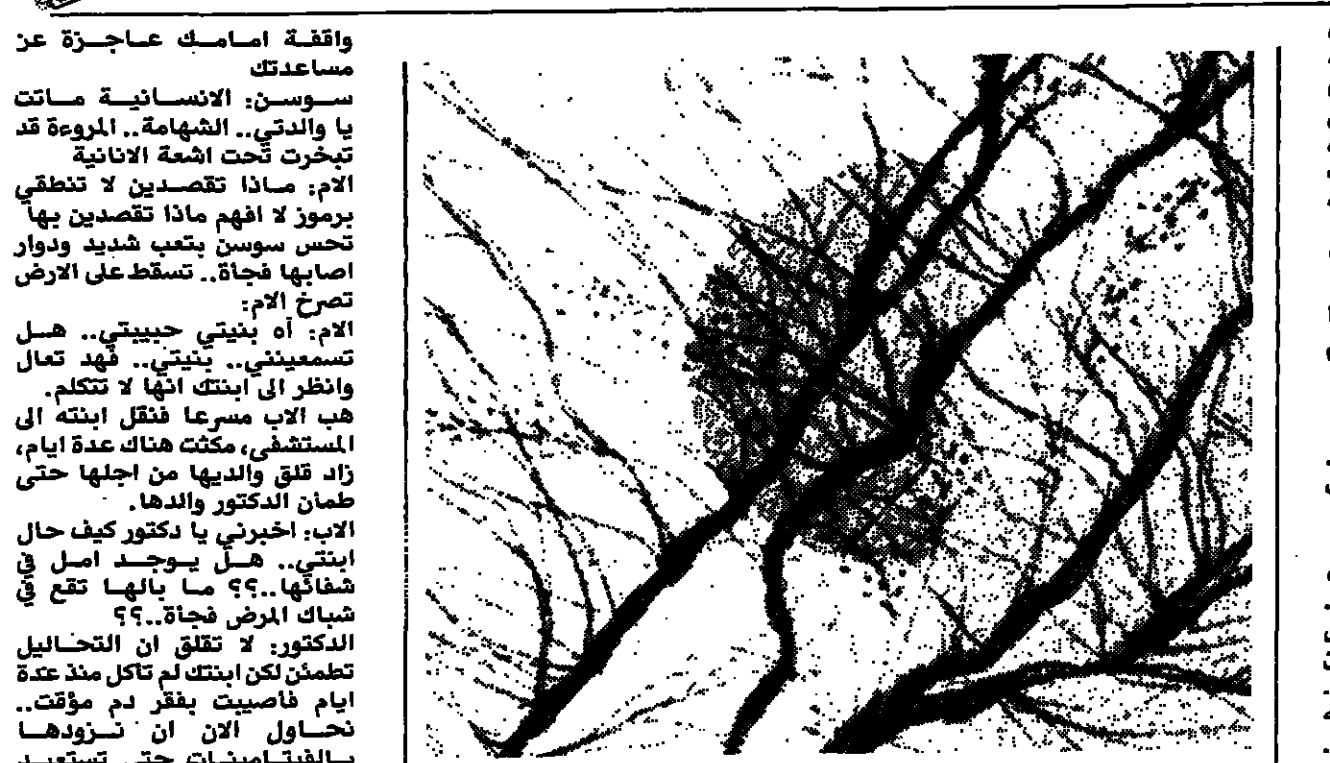 واقفة امامك عاجزة عن
مساعدتك
سوسن: الانسانية ماتت
يا والدتي.. الشهامة.. المروءة قد
تبخرت تحت اشعة الانانية
الام: ماذا تقصدين لا تنطقي
برموز لا افهم ماذا تقصدين بها
تحس سوسن بتعب شديد ودوار
اصابها فجاة.. تسقط على الارض
تصرخ الام:
الام: آه بنيتي حبيبتي.. هل
تسمعينني.. بنيتي.. فهد تعال
وانظر الى ابنتك انها لا تتكلم.
هب الاب مسرعا فنقل ابنته الى
المستشفى، مكثت هناك عدة ايام،
زاد قلق والديها من اجلها حتى
طمان الدكتور والدها.
الاب: اخبرني يا دكتور كيف حال
ابنتي.. هل يوجد امل في
شفائها..؟؟ ما بالها تقع في
شباك المرض فجأة..؟؟
الدكتور: لا تقلق ان التحاليل
تطمئن لكن ابنتك لم تاكل منذ عدة
ايام فأصيبت بفقر دم مؤقت..
نحاول الان ان نزودها
بالفيتامينات حتى تستعيد